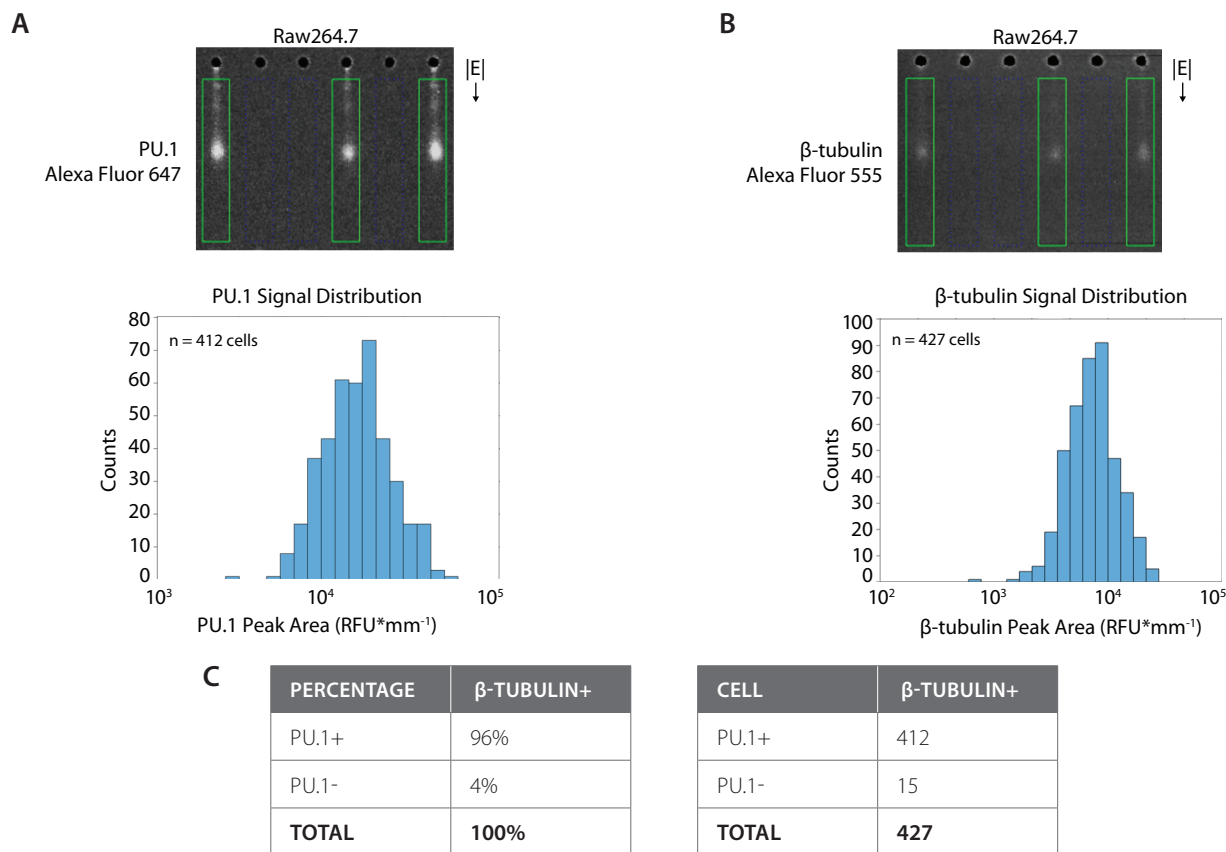 A
Raw264.7
|E|
PU.1
Alexa Fluor 647
PU.1 Signal Distribution
n = 412 cells
Counts
80
70
60
50
40
30
20
10
0
10³ 10⁴ 10⁵
PU.1 Peak Area (RFU*mm⁻¹)
B
Raw264.7
|E|
β-tubulin
Alexa Fluor 555
β-tubulin Signal Distribution
n = 427 cells
Counts
100
90
80
70
60
50
40
30
20
10
0
10² 10³ 10⁴ 10⁵
β-tubulin Peak Area (RFU*mm⁻¹)
C
PERCENTAGE β-TUBULIN+
PU.1+ 96%
PU.1- 4%
TOTAL 100%
CELL β-TUBULIN+
PU.1+ 412
PU.1- 15
TOTAL 427